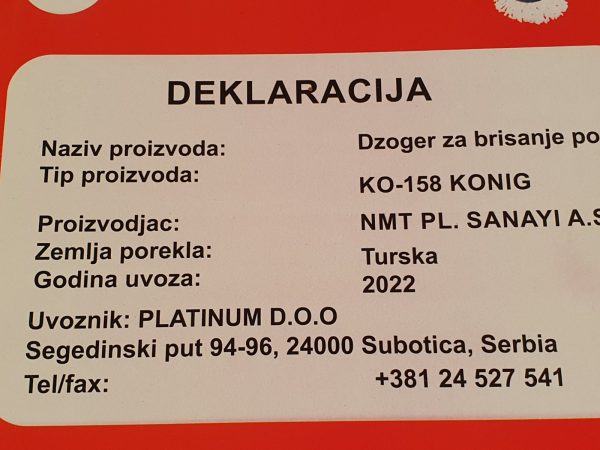 DEKLARACIJA
Naziv proizvoda: Dzoger za brisanje po
Tip proizvoda: KO-158 KONIG
Proizvodjac: NMT PL. SANAYI A.S
Zemlja porekla: Turska
Godina uvoza: 2022
Uvoznik: PLATINUM D.O.O
Segedinski put 94-96, 24000 Subotica, Serbia
Tel/fax: +381 24 527 541